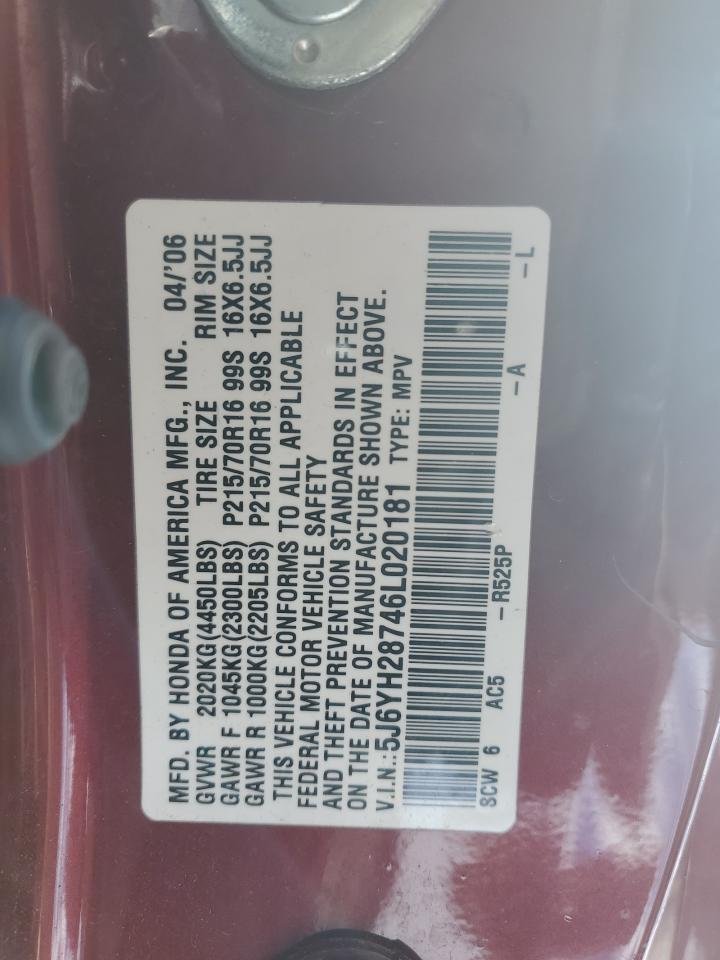 MFD. BY HONDA OF AMERICA MFG., INC. 04/'06
GVWR 2020KG(4450LBS) TIRE SIZE RIM SIZE
GAWR F 1045KG(2300LBS) P215/70R16 99S 16X6.5JJ
GAWR R 1000KG(2205LBS) P215/70R16 99S 16X6.5JJ
THIS VEHICLE CONFORMS TO ALL APPLICABLE
FEDERAL MOTOR VEHICLE SAFETY
AND THEFT PREVENTION STANDARDS IN EFFECT
ON THE DATE OF MANUFACTURE SHOWN ABOVE.
V.I.N.: 5J6YH28746L020181 TYPE: MPV
SCW 6 AC5 –R525P –A –L